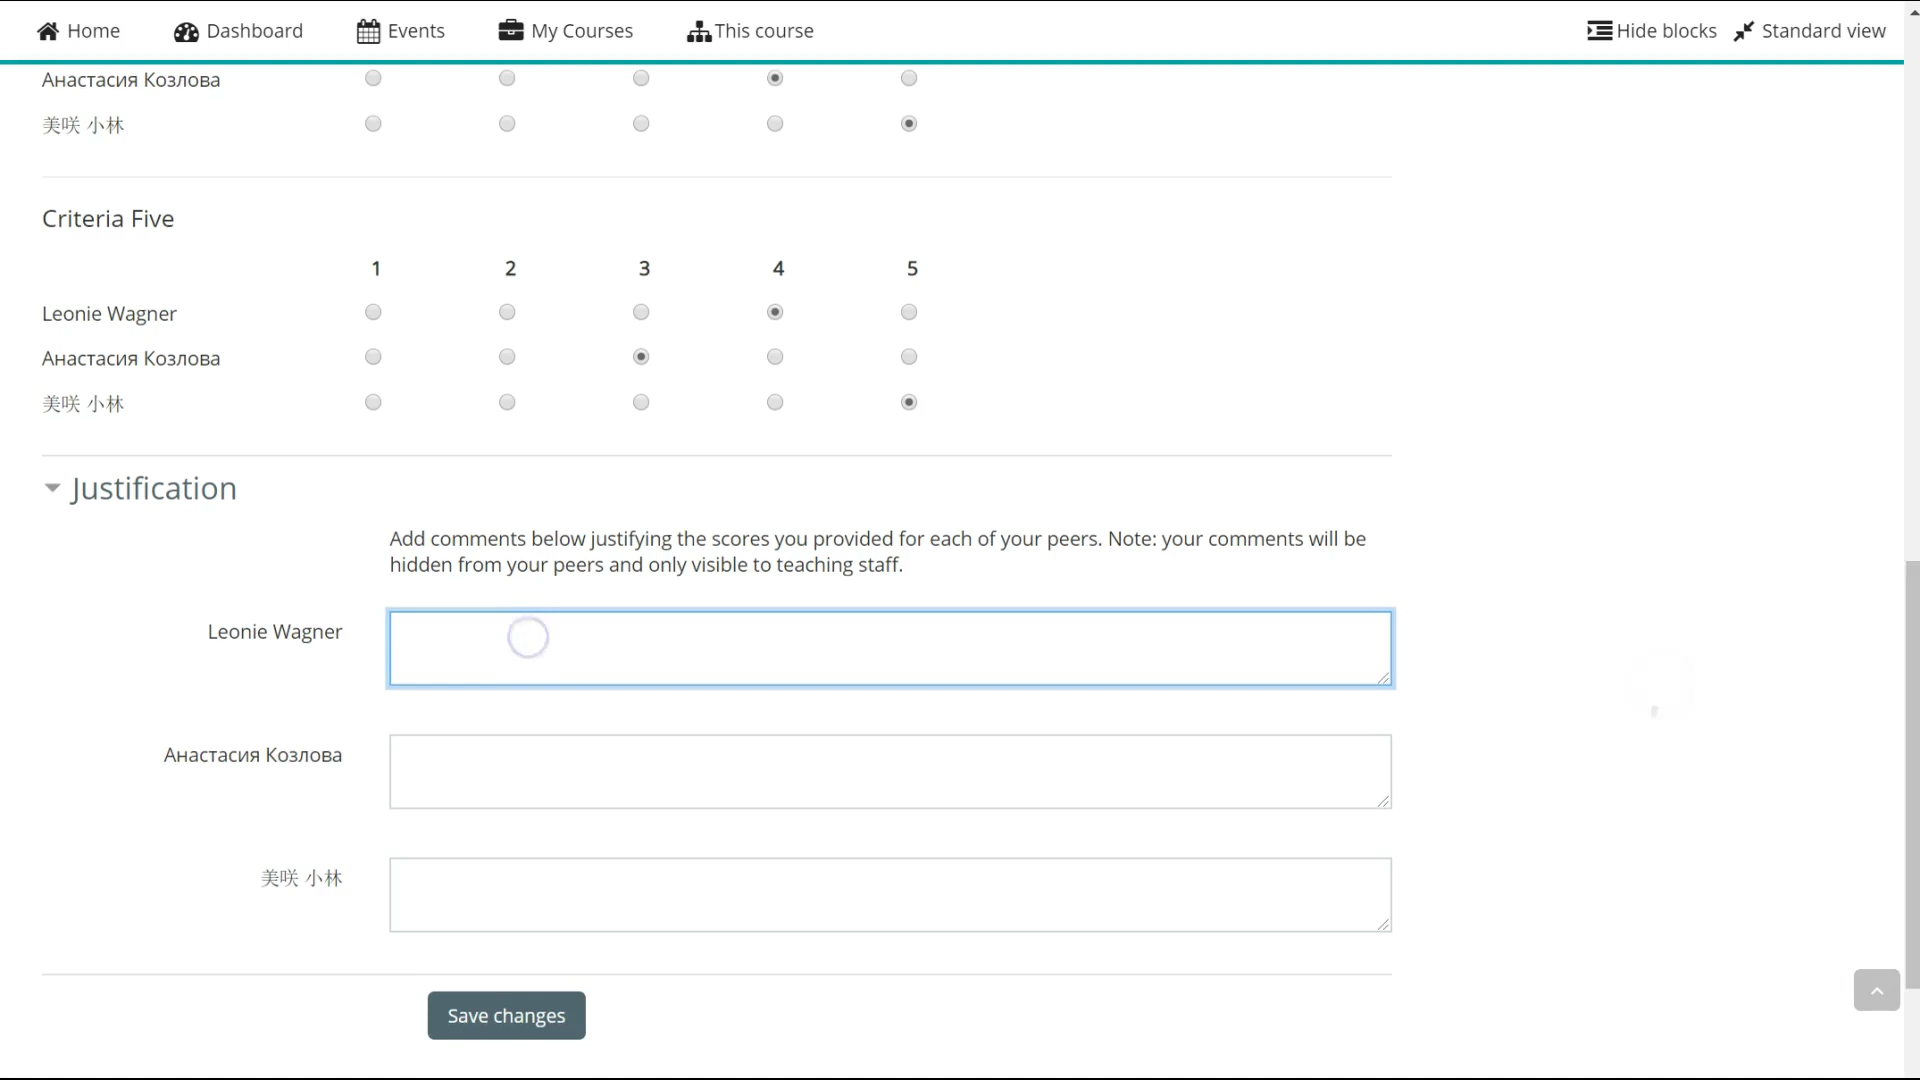 Home Dashboard Events My Courses This course Hide blocks Standard view
Анастасия Козлова
美咲 小林
Criteria Five
1 2 3 4 5
Leonie Wagner
Анастасия Козлова
美咲 小林
Justification
Add comments below justifying the scores you provided for each of your peers. Note: your comments will be
hidden from your peers and only visible to teaching staff.
Leonie Wagner
Анастасия Козлова
美咲 小林
Save changes